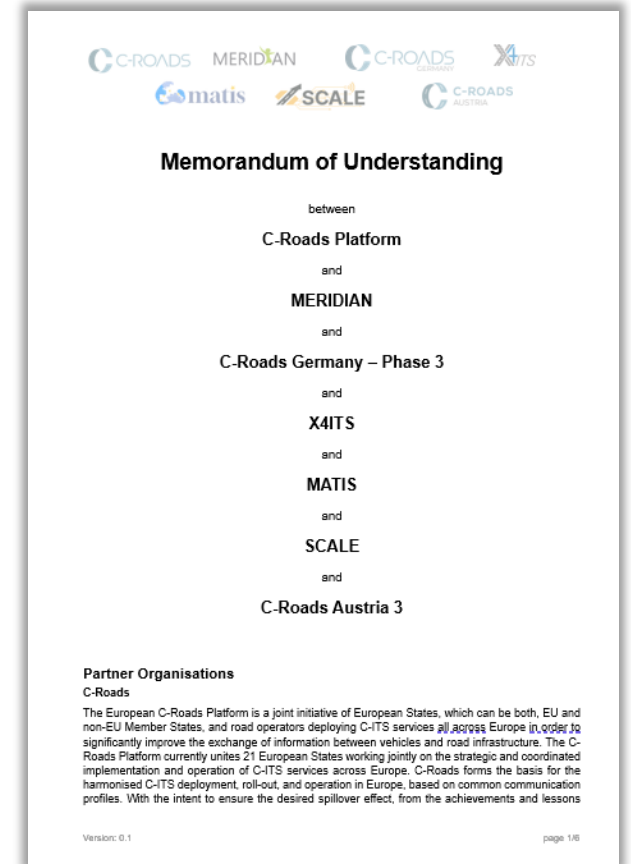 C-ROADS MERIDIAN C-ROADS GERMANY X4ITS
matis SCALE C-ROADS AUSTRIA
Memorandum of Understanding
between
C-Roads Platform
and
MERIDIAN
and
C-Roads Germany – Phase 3
and
X4ITS
and
MATIS
and
SCALE
and
C-Roads Austria 3
Partner Organisations
C-Roads
The European C-Roads Platform is a joint initiative of European States, which can be both, EU and
non-EU Member States, and road operators deploying C-ITS services all across Europe in order to
significantly improve the exchange of information between vehicles and road infrastructure. The C-
Roads Platform currently unites 21 European States working jointly on the strategic and coordinated
implementation and operation of C-ITS services across Europe. C-Roads forms the basis for the
harmonised C-ITS deployment, roll-out, and operation in Europe, based on common communication
profiles. With the intent to ensure the desired spillover effect, from the achievements and lessons
Version: 0.1 page 1/6